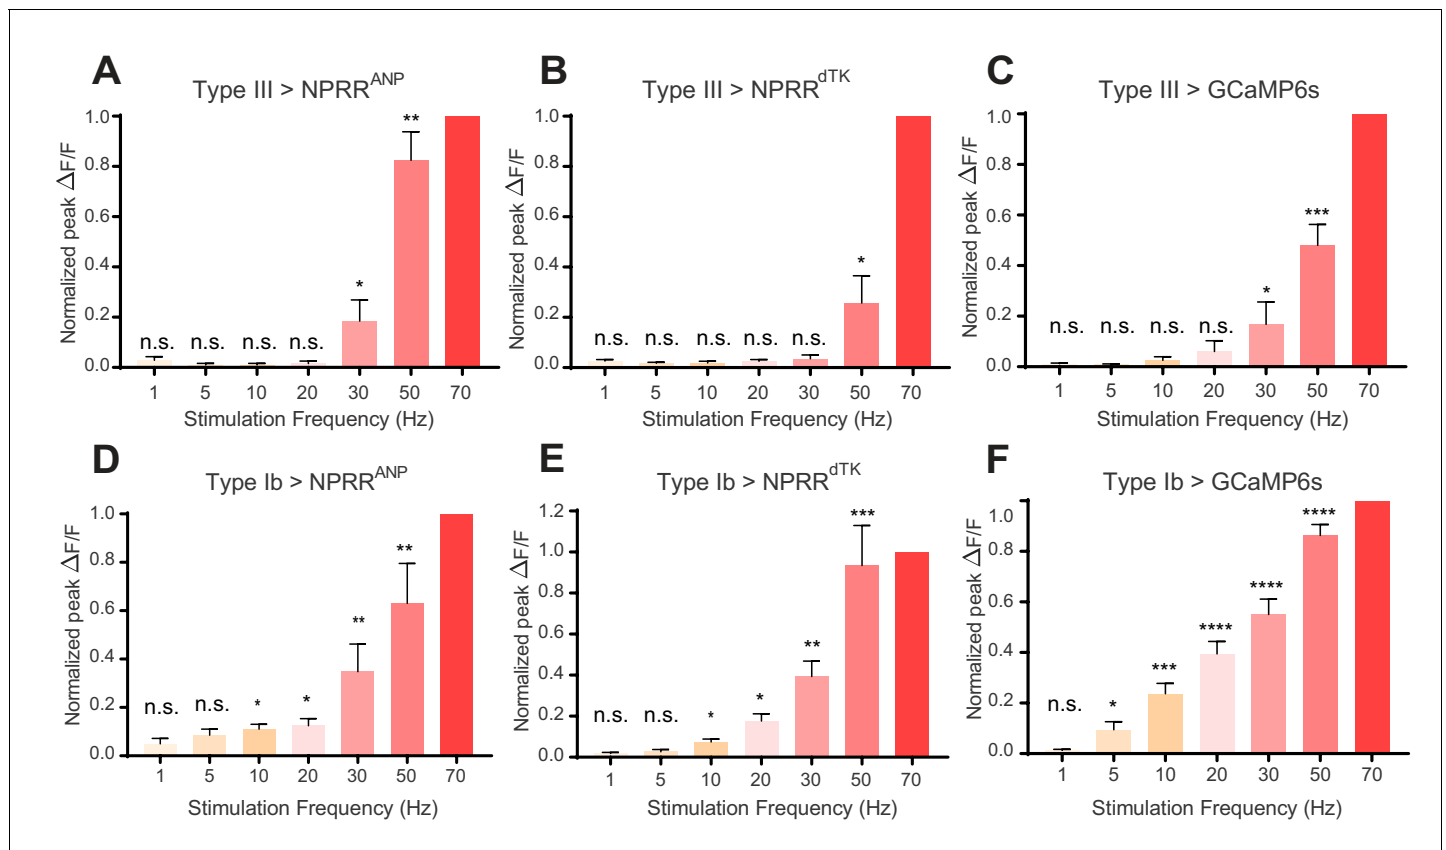 A
Type III > NPRR^ANP
Normalized peak ΔF/F
1.0
0.8
0.6
0.4
0.2
0.0
n.s.
n.s.
n.s.
n.s.
*
**
1 5 10 20 30 50 70
Stimulation Frequency (Hz)
B
Type III > NPRR^dTK
Normalized peak ΔF/F
1.0
0.8
0.6
0.4
0.2
0.0
n.s.
n.s.
n.s.
n.s.
n.s.
*
1 5 10 20 30 50 70
Stimulation Frequency (Hz)
C
Type III > GCaMP6s
Normalized peak ΔF/F
1.0
0.8
0.6
0.4
0.2
0.0
n.s.
n.s.
n.s.
n.s.
*
***
1 5 10 20 30 50 70
Stimulation Frequency (Hz)
D
Type Ib > NPRR^ANP
Normalized peak ΔF/F
1.0
0.8
0.6
0.4
0.2
0.0
n.s.
n.s.
*
*
**
**
1 5 10 20 30 50 70
Stimulation Frequency (Hz)
E
Type Ib > NPRR^dTK
Normalized peak ΔF/F
1.2
1.0
0.8
0.6
0.4
0.2
0.0
n.s.
n.s.
*
*
**
***
1 5 10 20 30 50 70
Stimulation Frequency (Hz)
F
Type Ib > GCaMP6s
Normalized peak ΔF/F
1.0
0.8
0.6
0.4
0.2
0.0
n.s.
*
***
****
****
****
1 5 10 20 30 50 70
Stimulation Frequency (Hz)